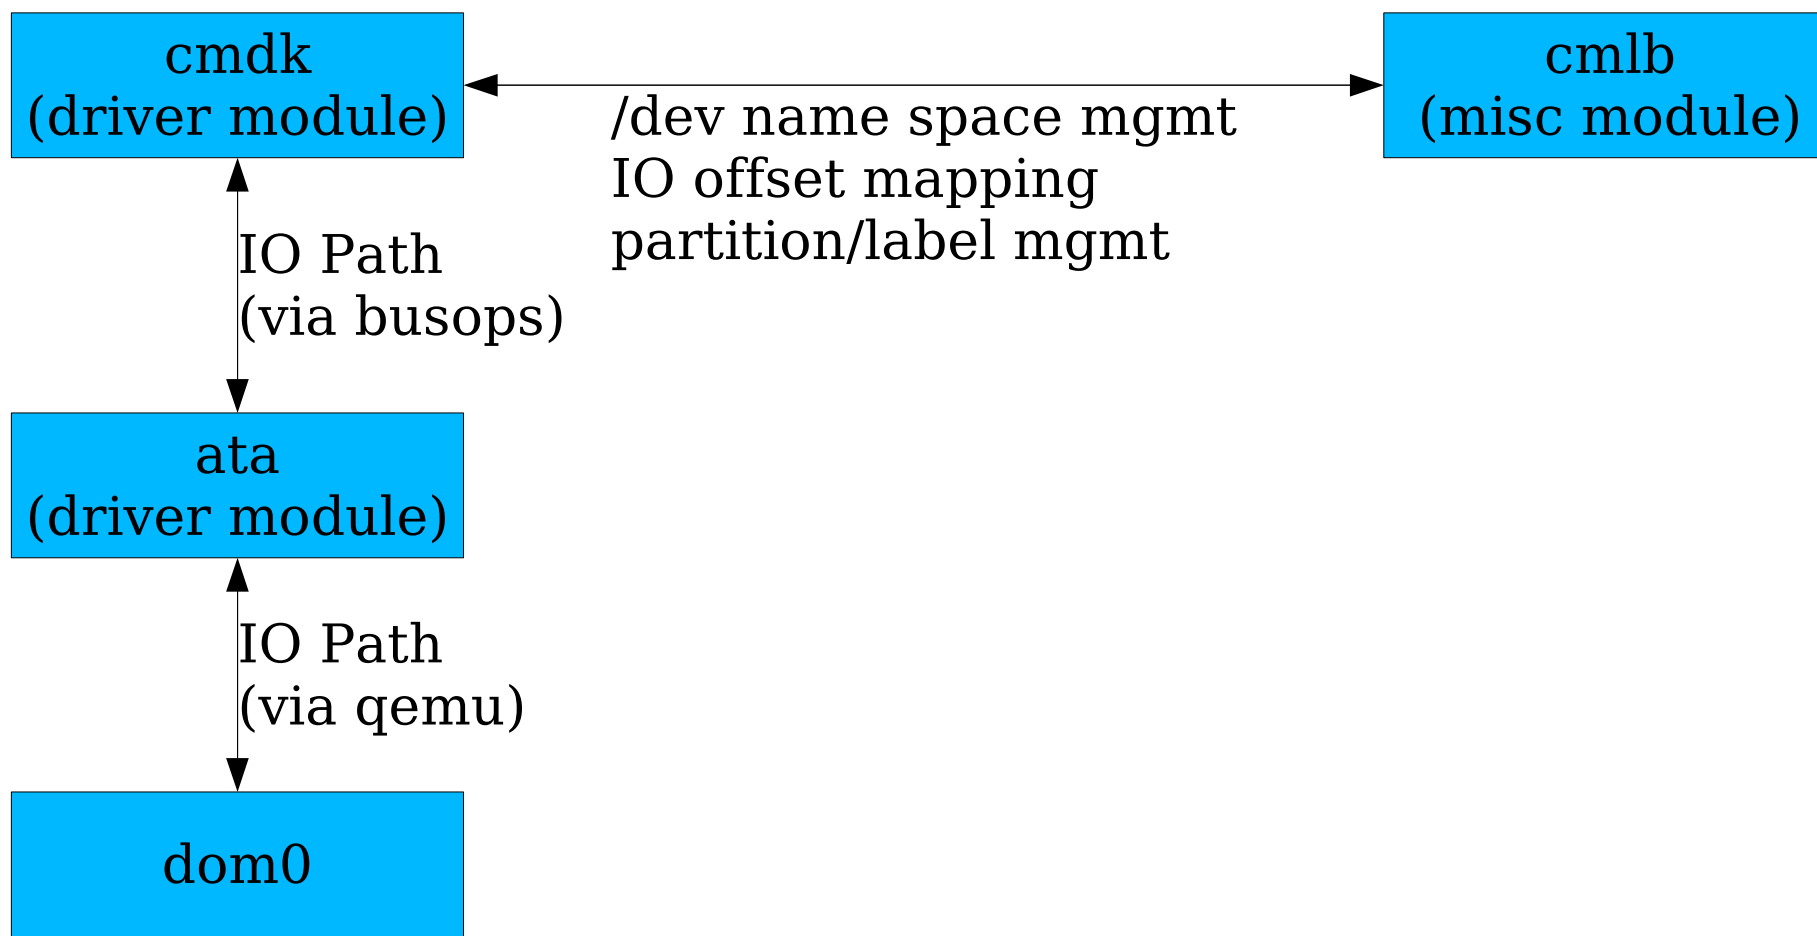 cmdk
(driver module)
cmlb
(misc module)
/dev name space mgmt
IO offset mapping
partition/label mgmt
IO Path
(via busops)
ata
(driver module)
IO Path
(via qemu)
dom0